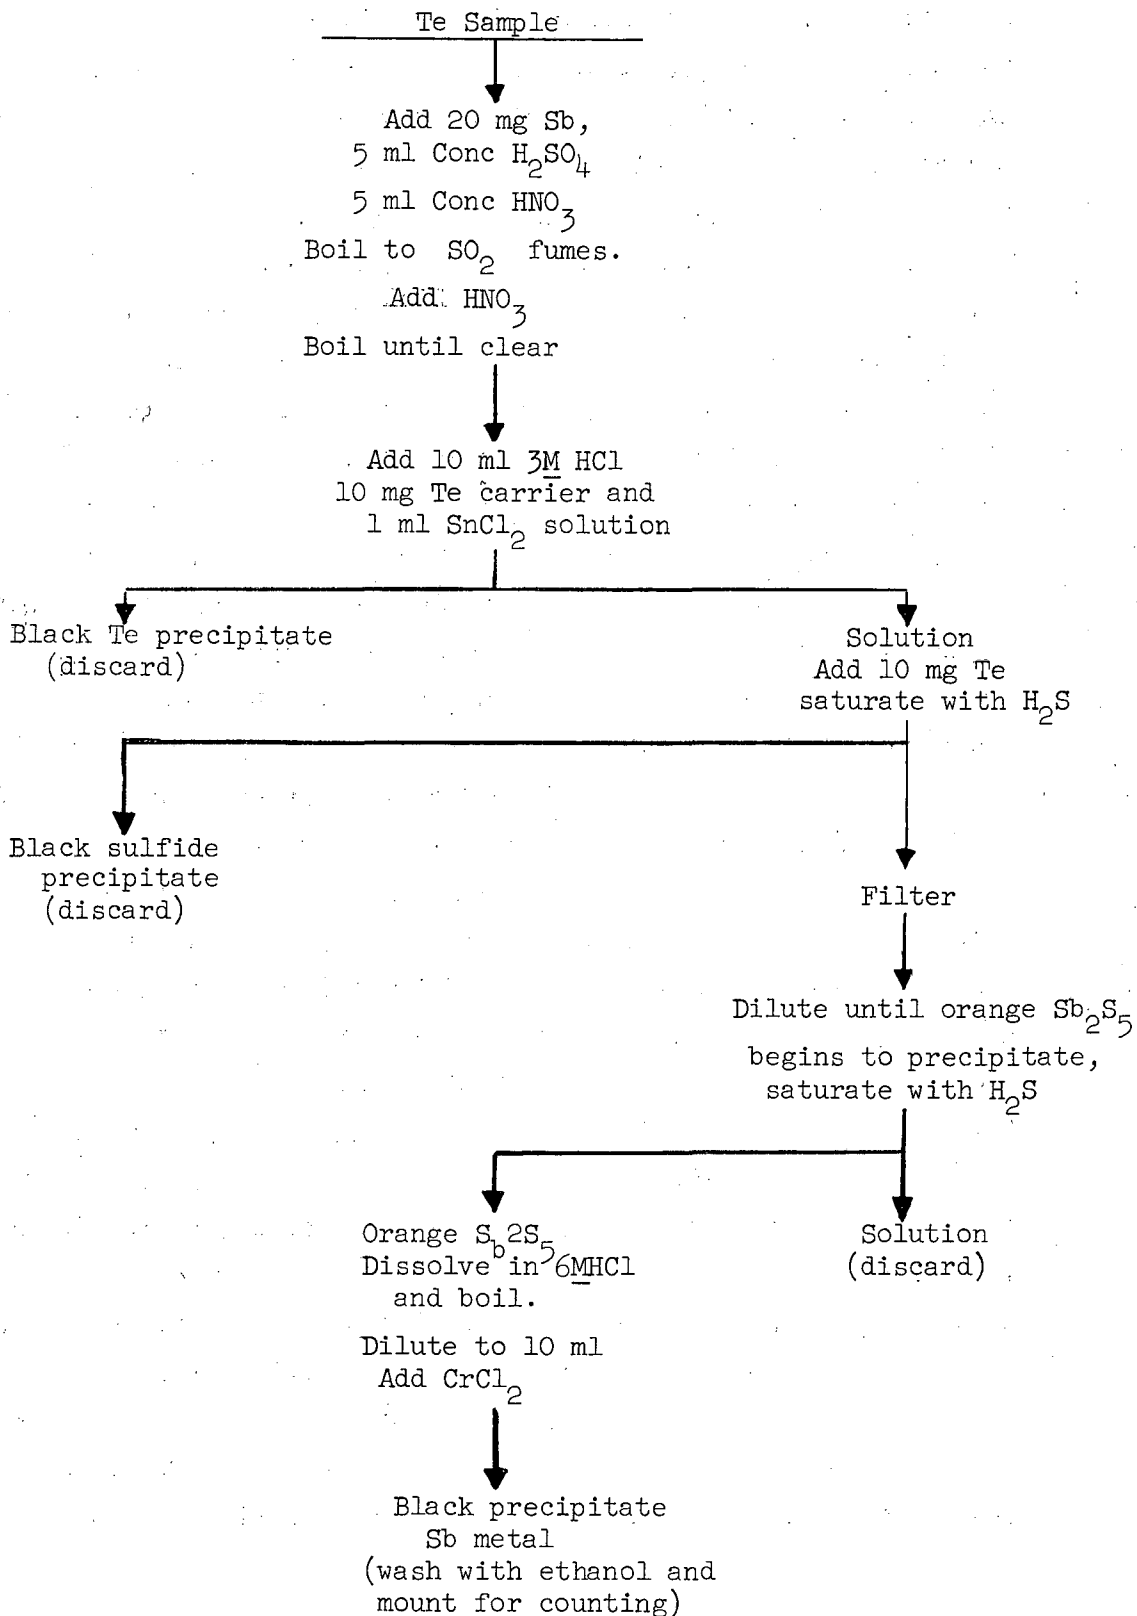 Te Sample
Add 20 mg Sb,
5 ml Conc H₂SO₄
5 ml Conc HNO₃
Boil to SO₂ fumes.
Add HNO₃
Boil until clear
Add 10 ml 3M HCl
10 mg Te carrier and
1 ml SnCl₂ solution
Black Te precipitate
(discard)
Solution
Add 10 mg Te
saturate with H₂S
Black sulfide
precipitate
(discard)
Filter
Dilute until orange Sb₂S₅
begins to precipitate,
saturate with H₂S
Orange Sb2S₅
Dissolve in 6MHCl
and boil.
Dilute to 10 ml
Add CrCl₂
Solution
(discard)
Black precipitate
Sb metal
(wash with ethanol and
mount for counting)